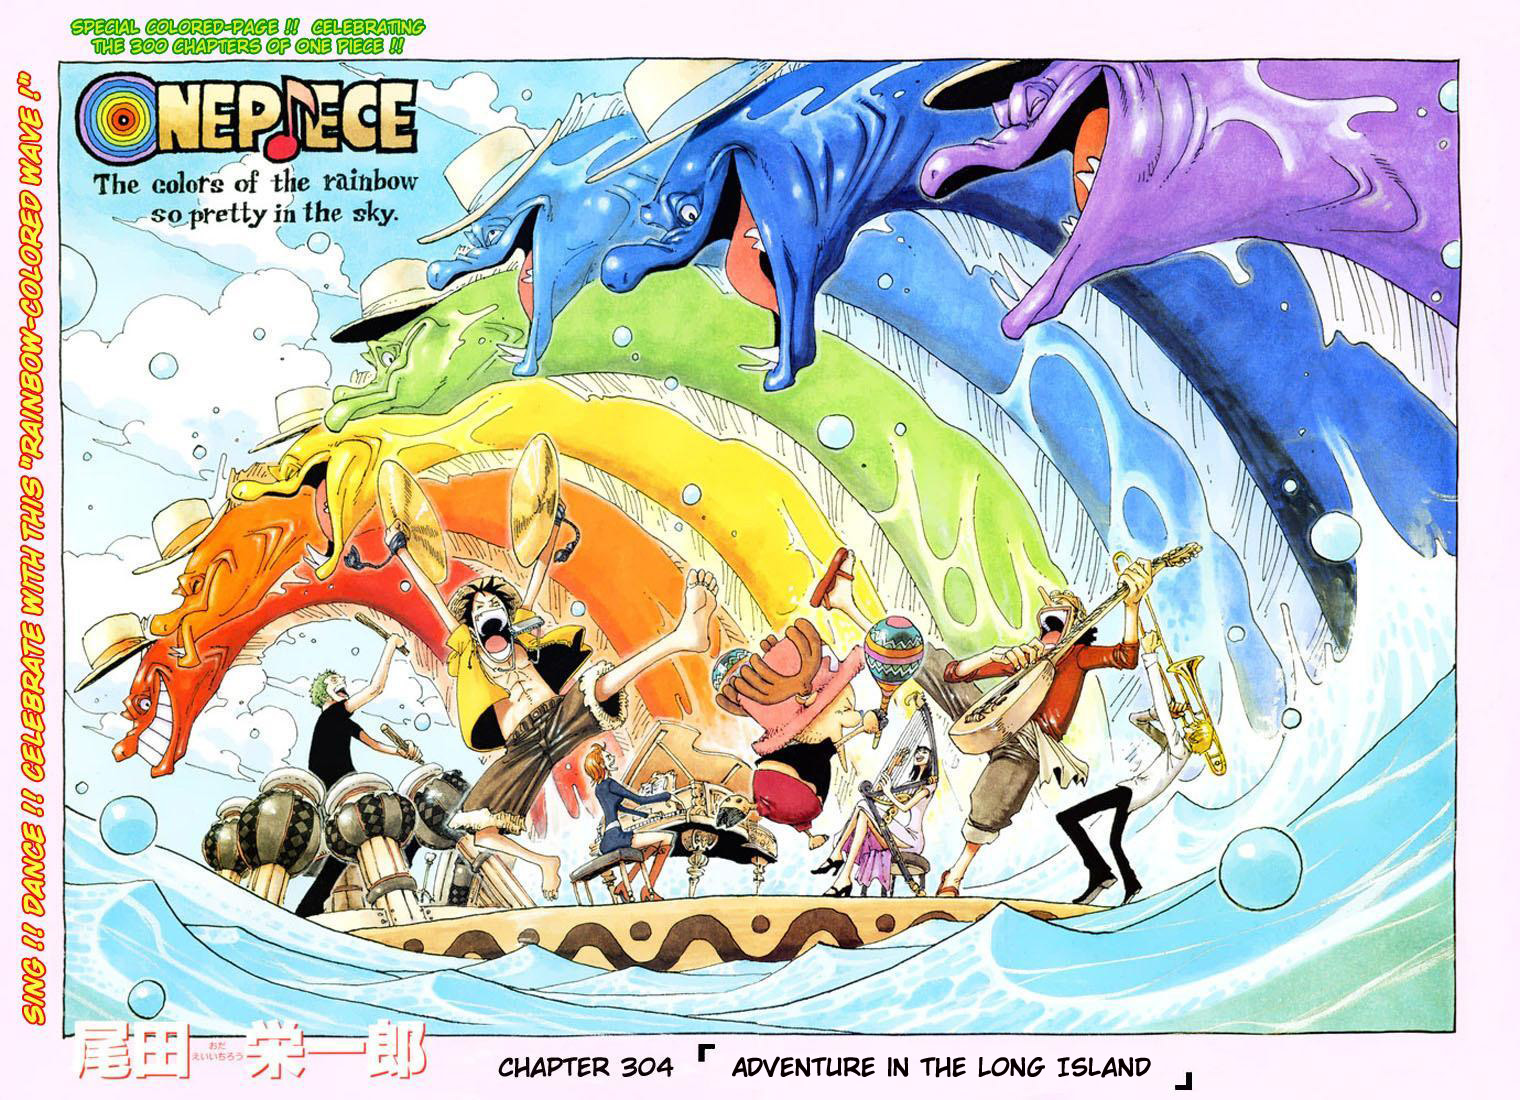 SPECIAL COLORED-PAGE !! CELEBRATING
THE 300 CHAPTERS OF ONE PIECE !!
SING !! DANCE !! CELEBRATE WITH THIS "RAINBOW-COLORED WAVE !"
ONE PIECE
The colors of the rainbow
so pretty in the sky.
尾田栄一郎
おだ
えいいちろう
CHAPTER 304 「 ADVENTURE IN THE LONG ISLAND 」